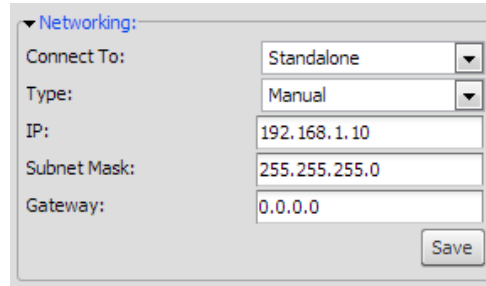 Networking:
Connect To: Standalone
Type: Manual
IP: 192.168.1.10
Subnet Mask: 255.255.255.0
Gateway: 0.0.0.0
Save